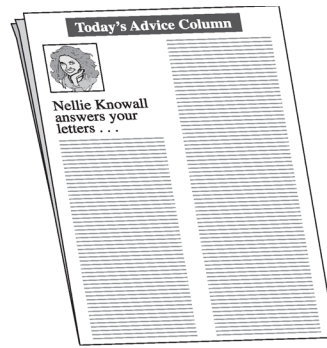 Today's Advice Column
Nellie Knowall
answers your
letters . . .